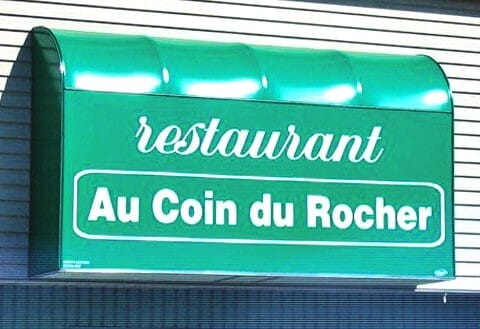 restaurant
Au Coin du Rocher